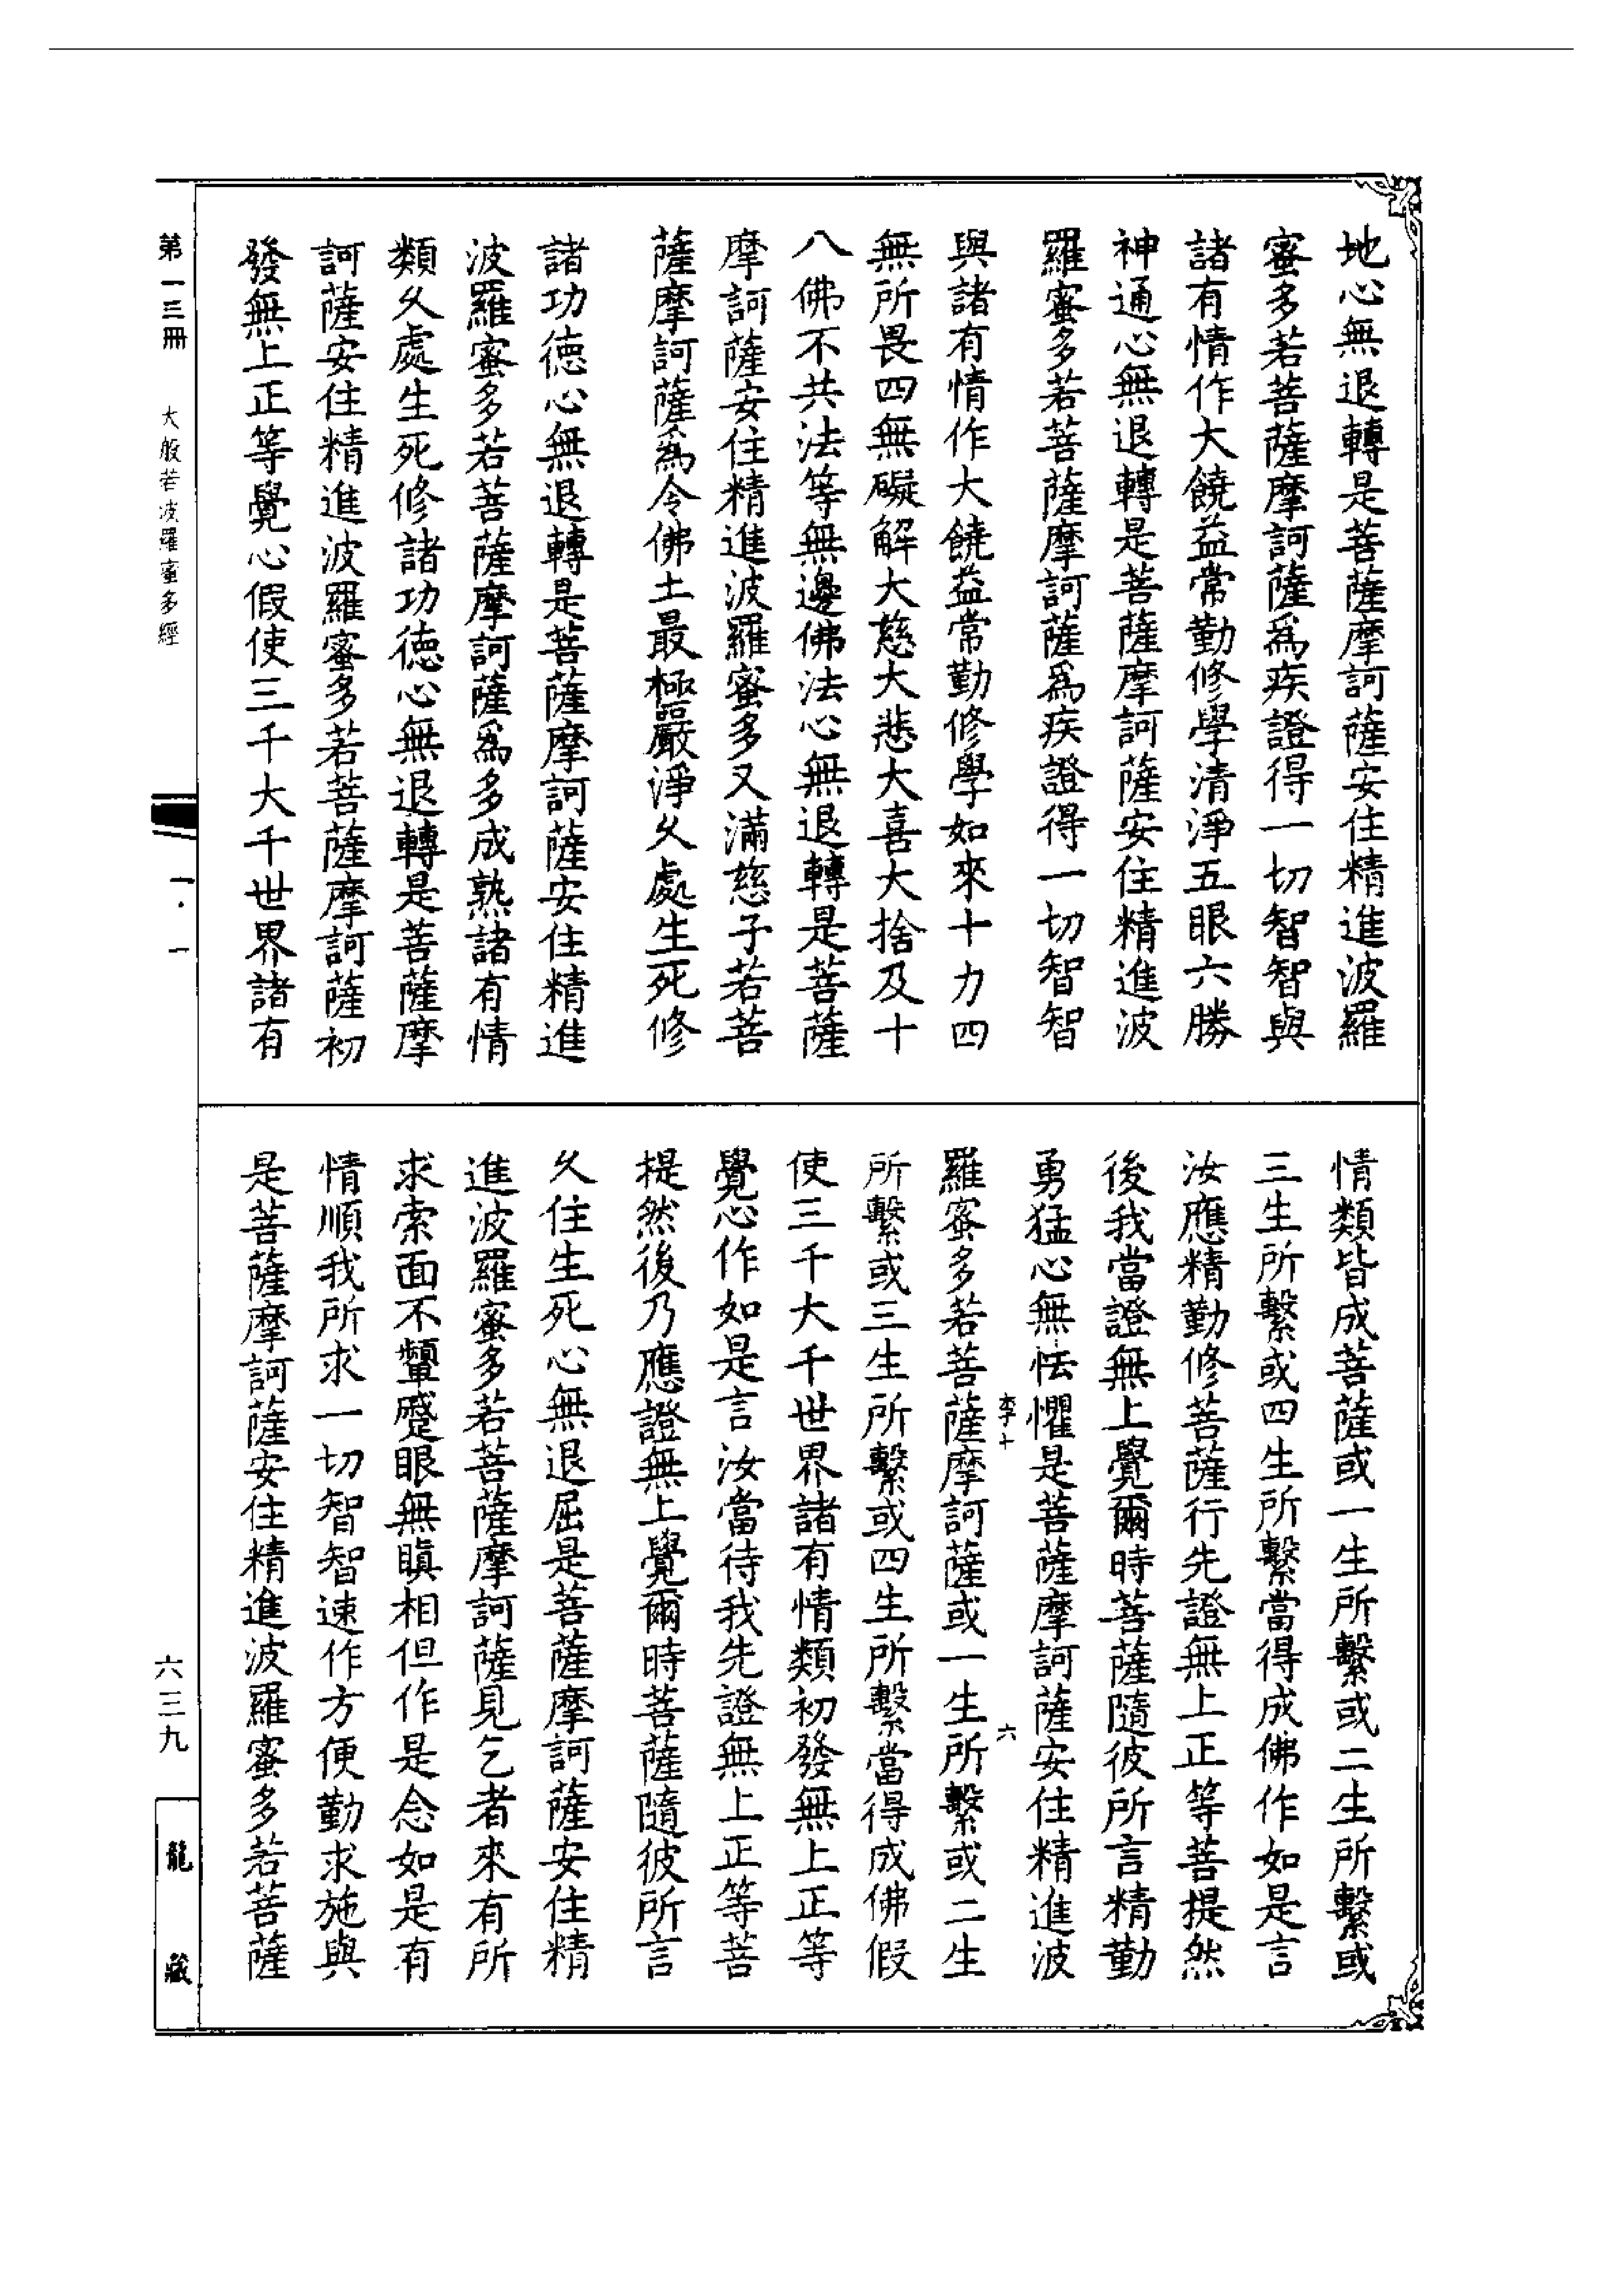 地心無退轉是菩薩摩訶薩安住精進波羅
蜜多若菩薩摩訶薩爲疾證得一切智智與
諸有情作大饒益常勤修學清淨五眼六勝
神通心無退轉是菩薩摩訶薩安住精進波
羅蜜多若菩薩摩訶薩爲疾證得一切智智
與諸有情作大饒益常勤修學如來十力四
無所畏四無礙解大慈大悲大喜大捨及十
八佛不共法等無邊佛法心無退轉是菩薩
摩訶薩安住精進波羅蜜多又滿慈子若菩
薩摩訶薩爲令佛土最極嚴淨久處生死修
諸功德心無退轉是菩薩摩訶薩安住精進
波羅蜜多若菩薩摩訶薩爲多成熟諸有情
類久處生死修諸功德心無退轉是菩薩摩
訶薩安住精進波羅蜜多若菩薩摩訶薩初
發無上正等覺心假使三千大千世界諸有
情類皆成菩薩或一生所繫或二生所繫或
三生所繫或四生所繫當得成佛作如是言
汝應精勤修菩薩行先證無上正等菩提然
後我當證無上覺爾時菩薩隨彼所言精勤
勇猛心無怯懼是菩薩摩訶薩安住精進波
李十 六
羅蜜多若菩薩摩訶薩或一生所繫或二生
所繫或三生所繫或四生所繫當得成佛假
使三千大千世界諸有情類初發無上正等
覺心作如是言汝當待我先證無上正等菩
提然後乃應證無上覺爾時菩薩隨彼所言
久住生死心無退屈是菩薩摩訶薩安住精
進波羅蜜多若菩薩摩訶薩見乞者來有所
求索面不顰蹙眼無瞋相但作是念如是有
情順我所求一切智智速作方便勤求施與
是菩薩摩訶薩安住精進波羅蜜多若菩薩
第一三冊 大般若波羅蜜多經
一·一
六三九
龍藏